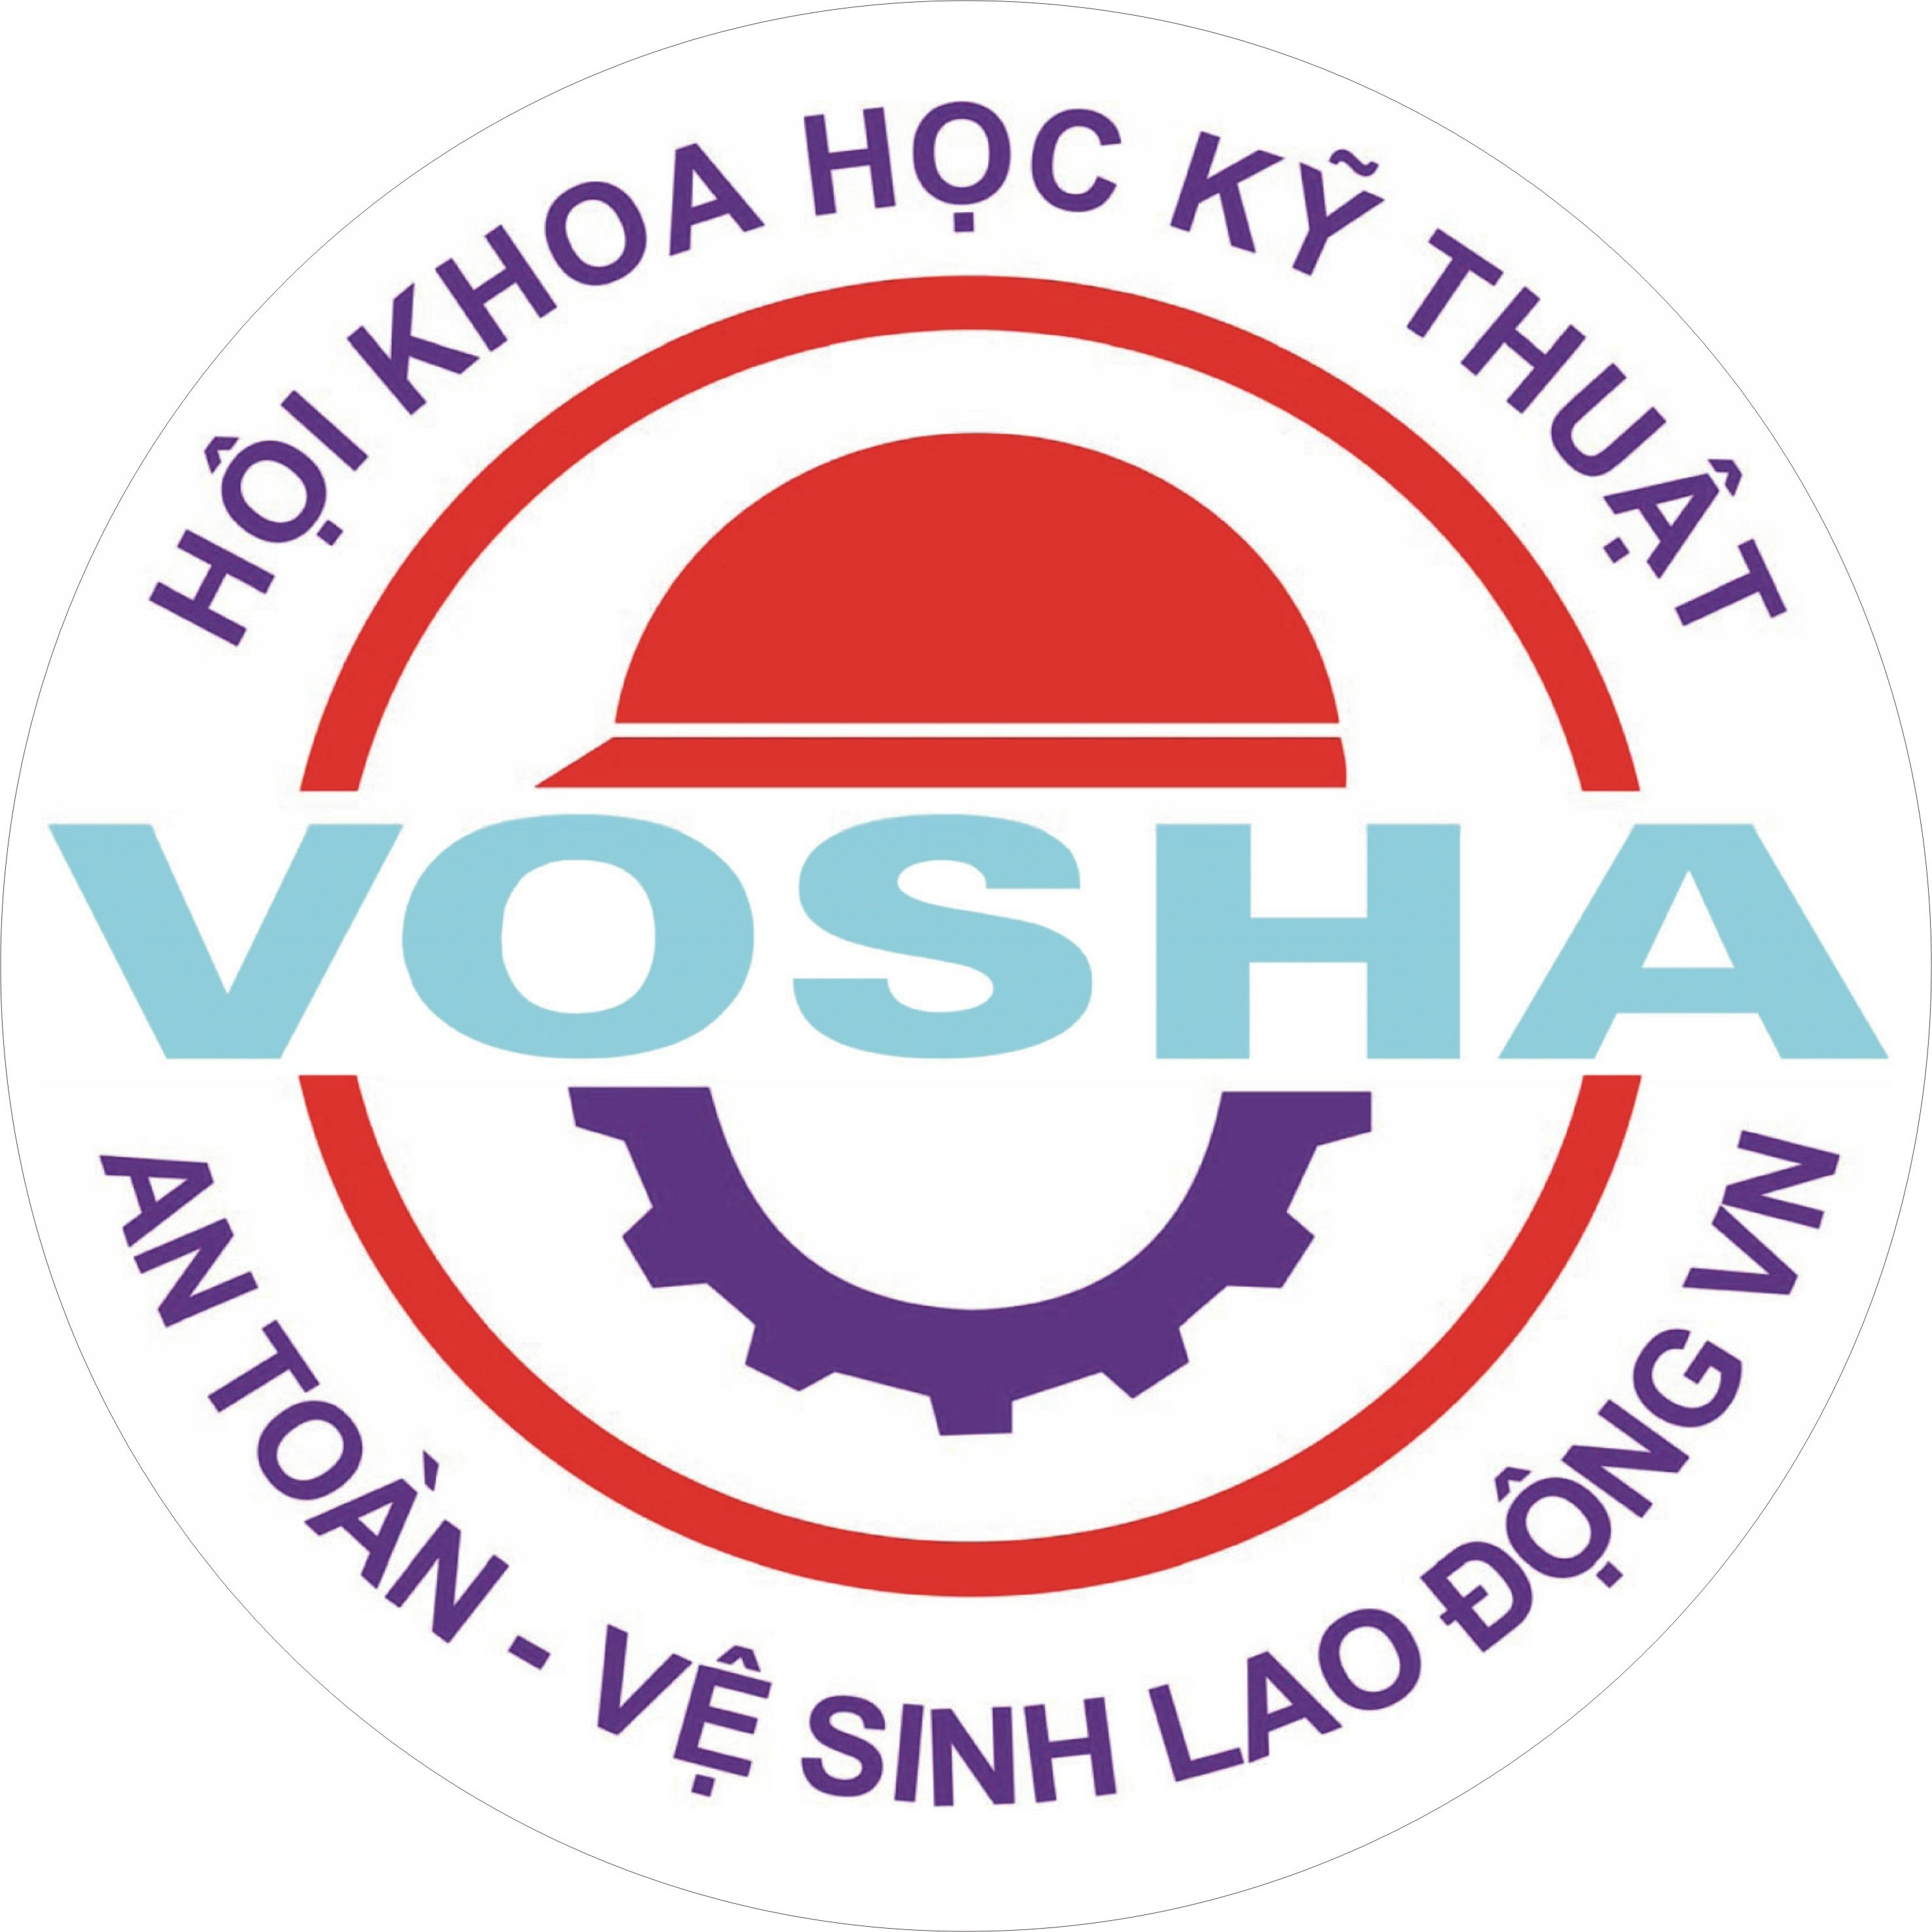 HỘI KHOA HỌC KỸ THUẬT
VOSHA
AN TOÀN - VỆ SINH LAO ĐỘNG VN